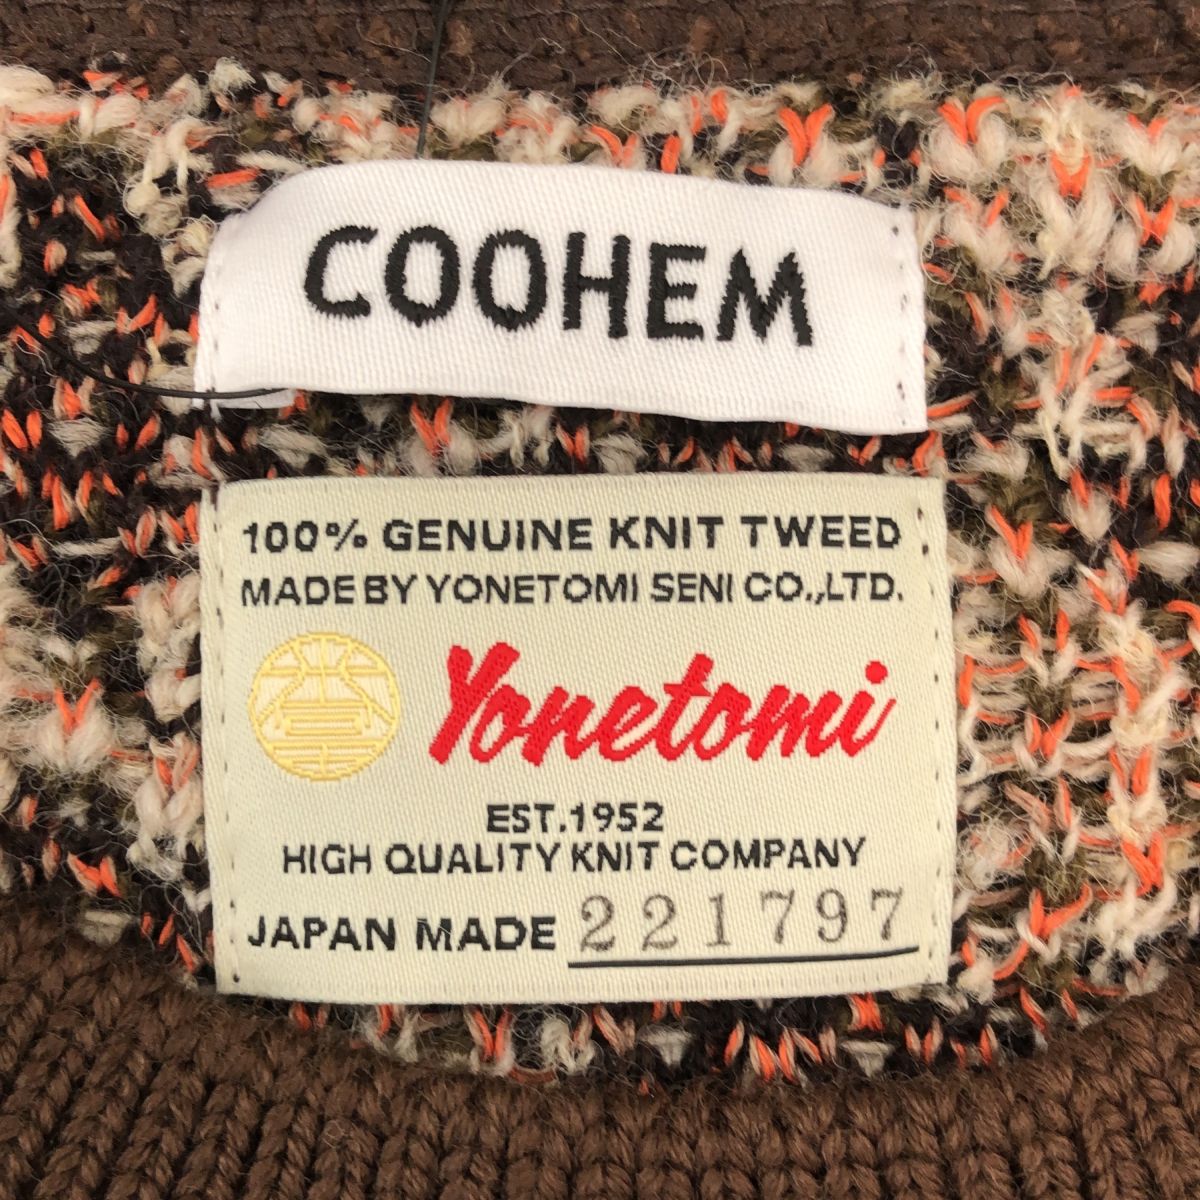 COOHEM
100% GENUINE KNIT TWEED
MADE BY YONETOMI SENI CO.,LTD.
Yonetomi
EST.1952
HIGH QUALITY KNIT COMPANY
JAPAN MADE 221797